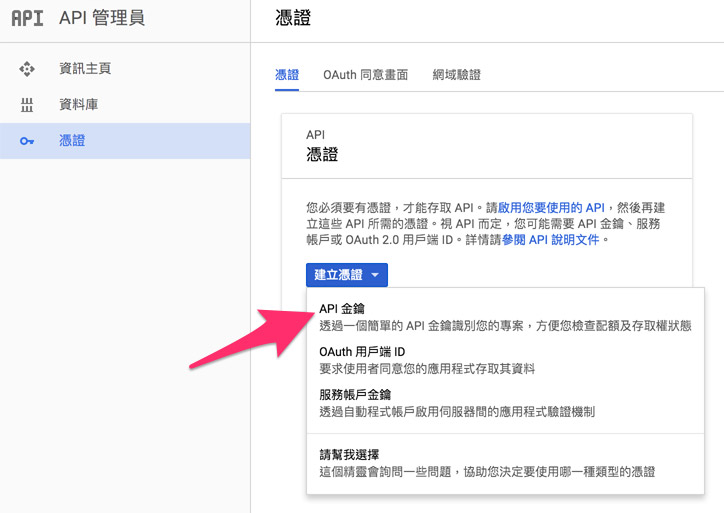 API API 管理員
憑證
資訊主頁
資料庫
憑證
憑證 OAuth 同意畫面 網域驗證
API
憑證
您必須要有憑證，才能存取 API。請啟用您要使用的 API，然後再建
立這些 API 所需的憑證。視 API 而定，您可能需要 API 金鑰、服務
帳戶或 OAuth 2.0 用戶端 ID。詳情請參閱 API 說明文件。
建立憑證
API 金鑰
透過一個簡單的 API 金鑰識別您的專案，方便您檢查配額及存取權狀態
OAuth 用戶端 ID
要求使用者同意您的應用程式存取其資料
服務帳戶金鑰
透過自動程式帳戶啟用伺服器間的應用程式驗證機制
請幫我選擇
這個精靈會詢問一些問題，協助您決定要使用哪一種類型的憑證